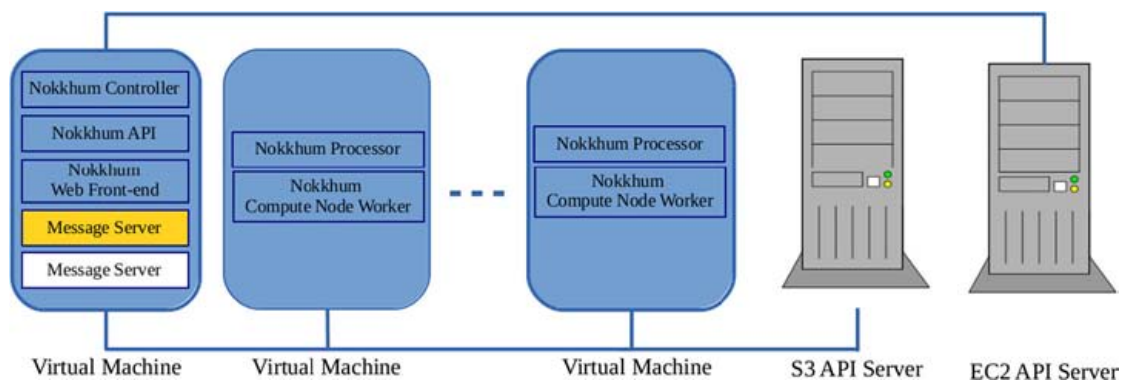 Nokkhum Controller
Nokkhum API
Nokkhum
Web Front-end
Message Server
Message Server
Nokkhum Processor
Nokkhum
Compute Node Worker
Nokkhum Processor
Nokkhum
Compute Node Worker
Virtual Machine
Virtual Machine
Virtual Machine
S3 API Server
EC2 API Server